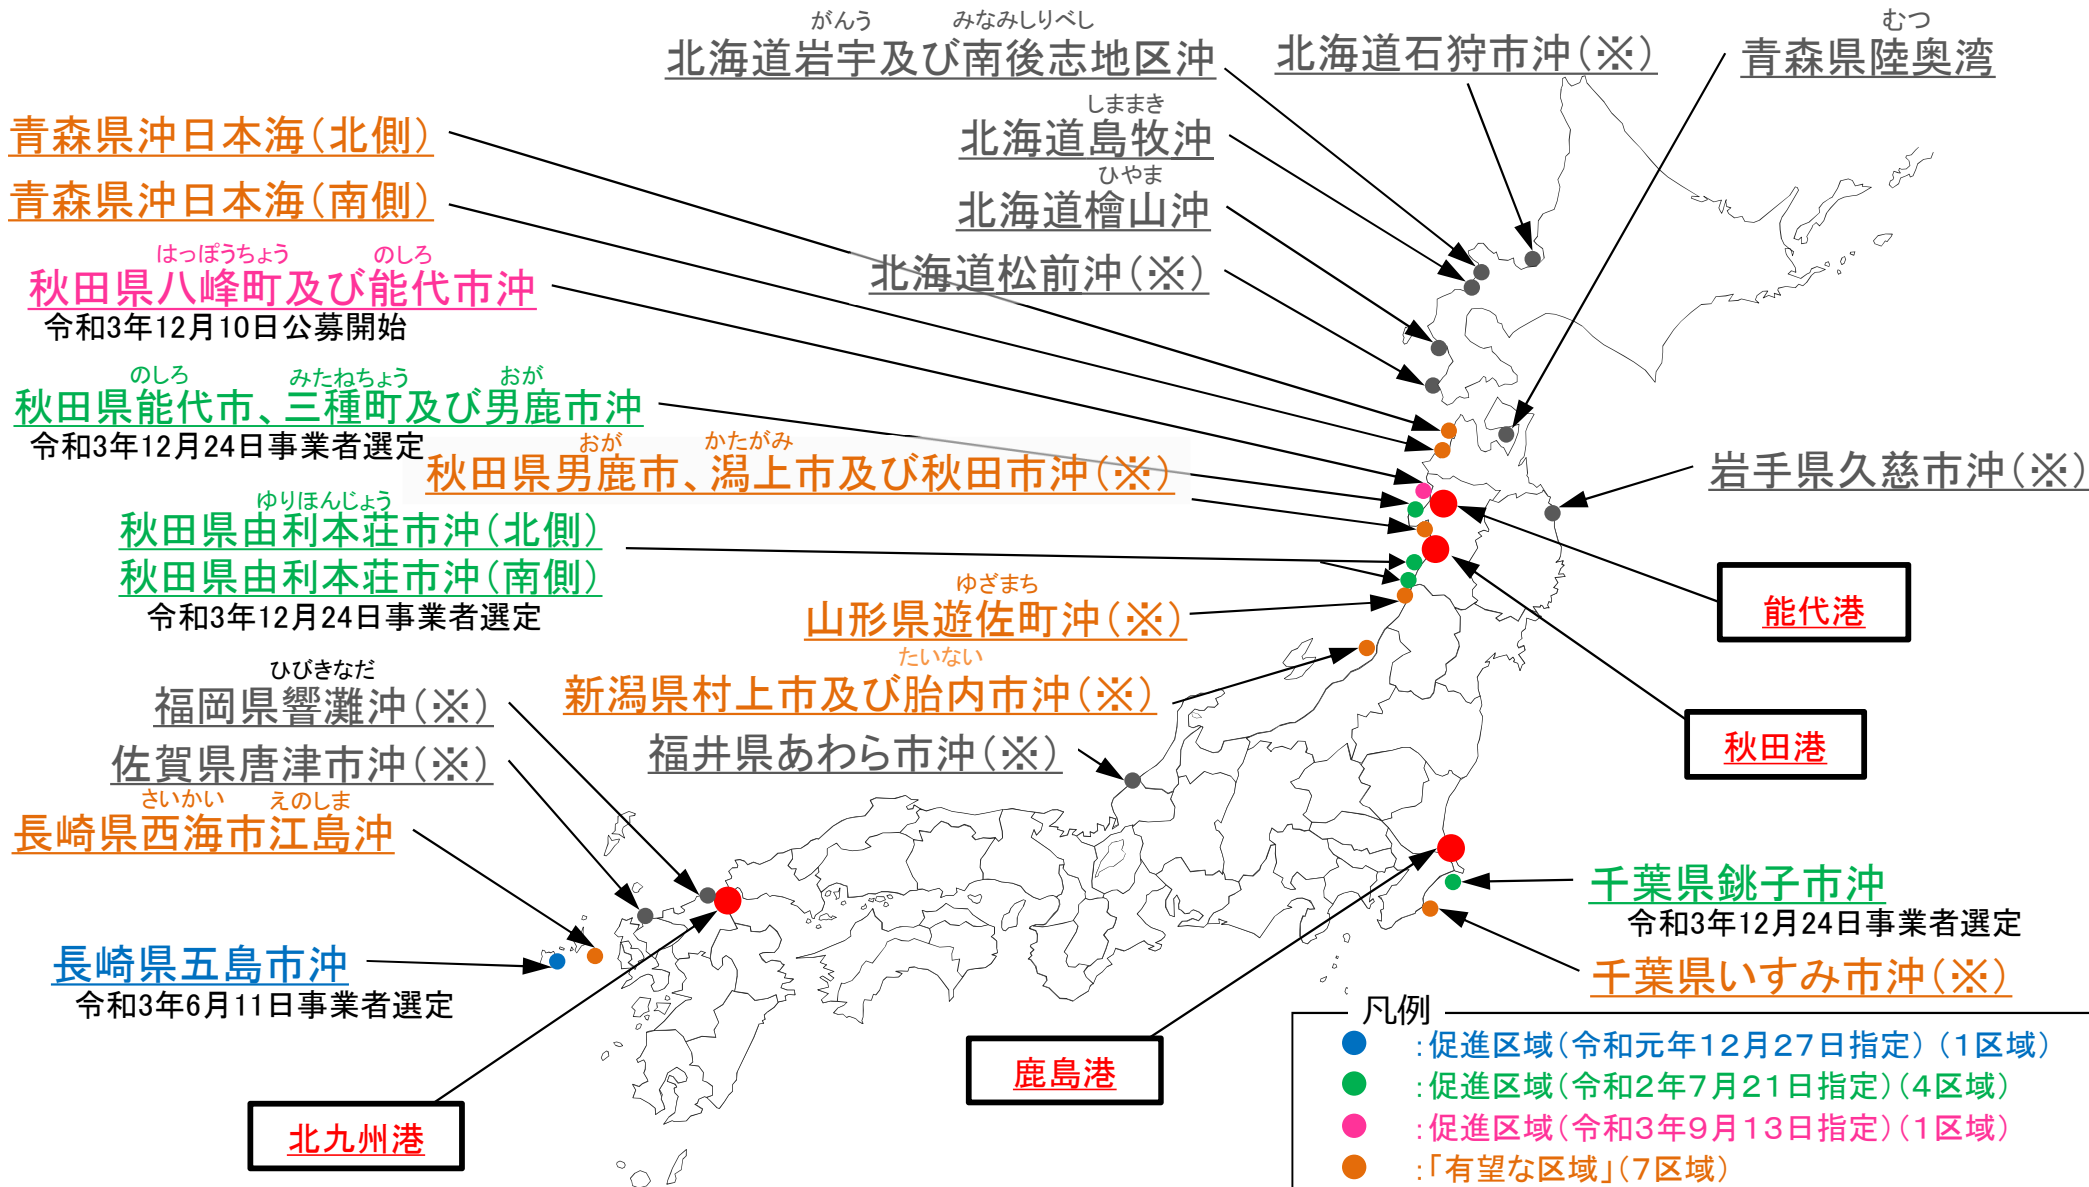 がんう
みなみしりべし
北海道岩宇及び南後志地区沖
北海道石狩市沖(※)
むつ
青森県陸奥湾
しままき
北海道島牧沖
ひやま
北海道檜山沖
北海道松前沖(※)
青森県沖日本海(北側)
青森県沖日本海(南側)
はっぽうちょう
のしろ
秋田県八峰町及び能代市沖
令和3年12月10日公募開始
のしろ
みたねちょう
おが
秋田県能代市、三種町及び男鹿市沖
令和3年12月24日事業者選定
おが
かたがみ
秋田県男鹿市、潟上市及び秋田市沖(※)
岩手県久慈市沖(※)
ゆりほんじょう
秋田県由利本荘市沖(北側)
秋田県由利本荘市沖(南側)
令和3年12月24日事業者選定
ゆざまち
山形県遊佐町沖(※)
能代港
たいない
新潟県村上市及び胎内市沖(※)
秋田港
ひびきなだ
福岡県響灘沖(※)
福井県あわら市沖(※)
佐賀県唐津市沖(※)
さいかい
えのしま
長崎県西海市江島沖
千葉県銚子市沖
令和3年12月24日事業者選定
長崎県五島市沖
令和3年6月11日事業者選定
千葉県いすみ市沖(※)
鹿島港
北九州港
凡例
:促進区域(令和元年12月27日指定)(1区域)
:促進区域(令和2年7月21日指定)(4区域)
:促進区域(令和3年9月13日指定)(1区域)
:「有望な区域」(7区域)